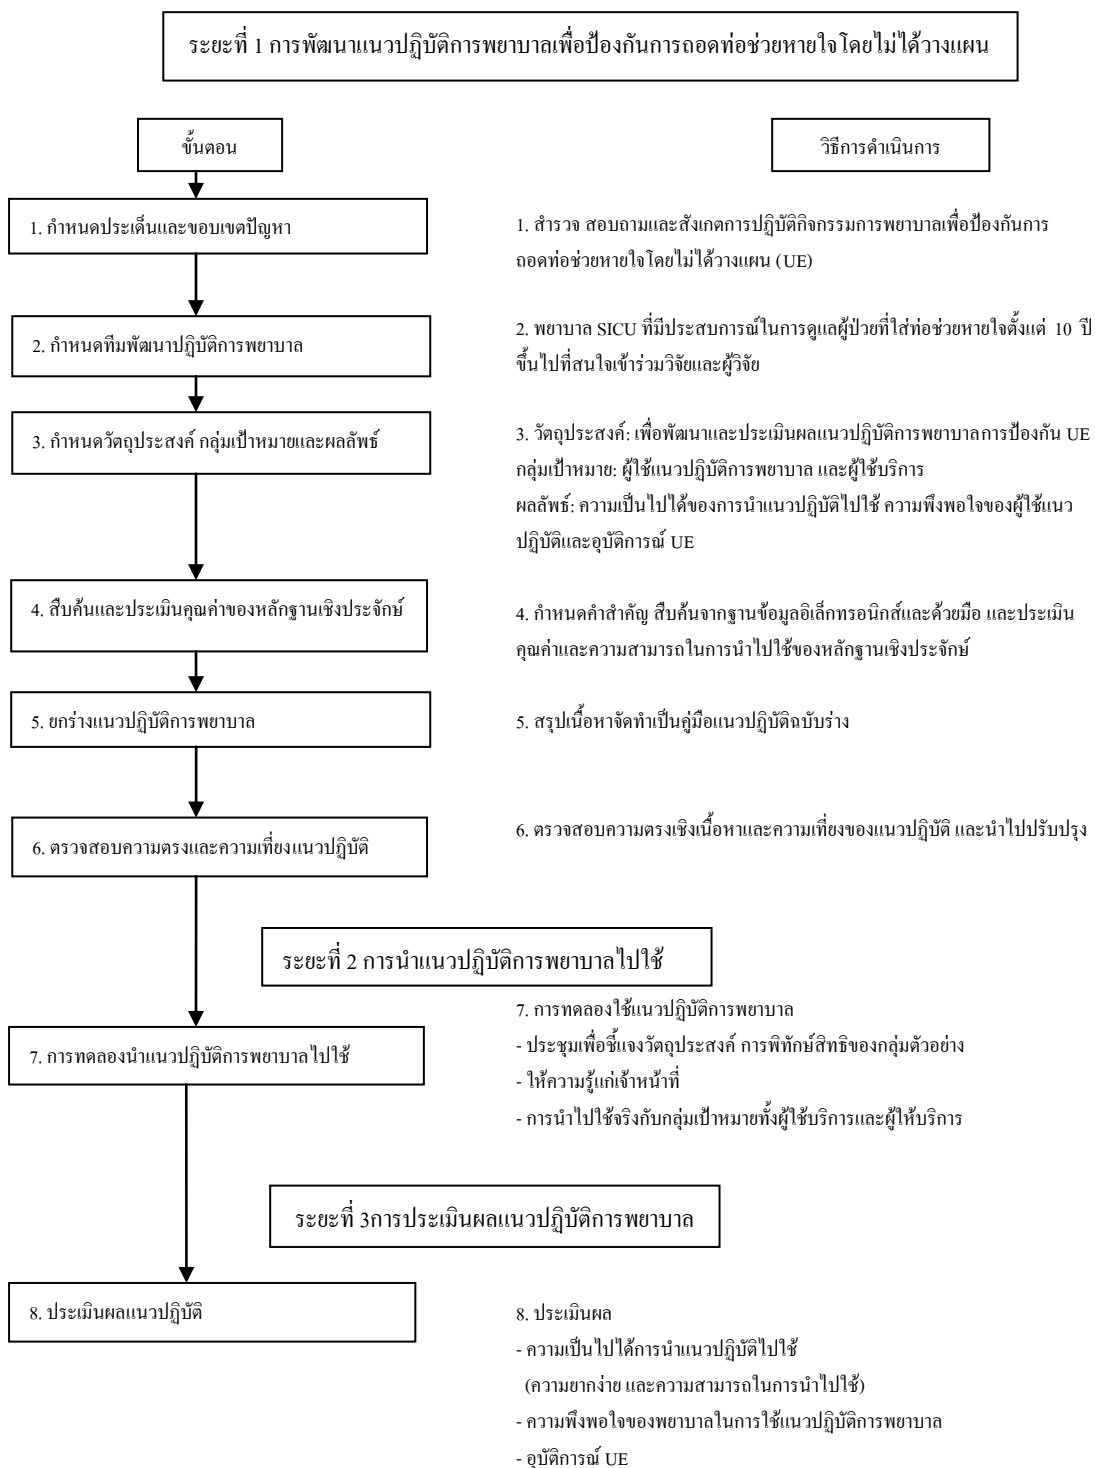 ระยะที่ 1 การพัฒนาแนวปฏิบัติการพยาบาลเพื่อป้องกันการถอดท่อช่วยหายใจโดยไม่ได้วางแผน
ขั้นตอน
วิธีการดำเนินการ
1. กำหนดประเด็นและขอบเขตปัญหา
1. สำรวจ สอบถามและสังเกตการปฏิบัติกิจกรรมการพยาบาลเพื่อป้องกันการ
ถอดท่อช่วยหายใจโดยไม่ได้วางแผน (UE)
2. กำหนดทีมพัฒนาปฏิบัติการพยาบาล
2. พยาบาล SICU ที่มีประสบการณ์ในการดูแลผู้ป่วยที่ใส่ท่อช่วยหายใจตั้งแต่ 10 ปี
ขึ้นไปที่สนใจเข้าร่วมวิจัยและผู้วิจัย
3. กำหนดวัตถุประสงค์ กลุ่มเป้าหมายและผลลัพธ์
3. วัตถุประสงค์: เพื่อพัฒนาและประเมินผลแนวปฏิบัติการพยาบาลการป้องกัน UE
กลุ่มเป้าหมาย: ผู้ใช้แนวปฏิบัติการพยาบาล และผู้ใช้บริการ
ผลลัพธ์: ความเป็นไปได้ของการนำแนวปฏิบัติไปใช้ ความพึงพอใจของผู้ใช้แนว
ปฏิบัติและอุบัติการณ์ UE
4. สืบค้นและประเมินคุณค่าของหลักฐานเชิงประจักษ์
4. กำหนดคำสำคัญ สืบค้นจากฐานข้อมูลอิเล็กทรอนิกส์และด้วยมือ และประเมิน
คุณค่าและความสามารถในการนำไปใช้ของหลักฐานเชิงประจักษ์
5. ยกร่างแนวปฏิบัติการพยาบาล
5. สรุปเนื้อหาจัดทำเป็นคู่มือแนวปฏิบัติฉบับร่าง
6. ตรวจสอบความตรงและความเที่ยงแนวปฏิบัติ
6. ตรวจสอบความตรงเชิงเนื้อหาและความเที่ยงของแนวปฏิบัติ และนำไปปรับปรุง
ระยะที่ 2 การนำแนวปฏิบัติการพยาบาลไปใช้
7. การทดลองนำแนวปฏิบัติการพยาบาลไปใช้
7. การทดลองใช้แนวปฏิบัติการพยาบาล
- ประชุมเพื่อชี้แจงวัตถุประสงค์ การพิทักษ์สิทธิของกลุ่มตัวอย่าง
- ให้ความรู้แก่เจ้าหน้าที่
- การนำไปใช้จริงกับกลุ่มเป้าหมายทั้งผู้ใช้บริการและผู้ให้บริการ
ระยะที่ 3การประเมินผลแนวปฏิบัติการพยาบาล
8. ประเมินผลแนวปฏิบัติ
8. ประเมินผล
- ความเป็นไปได้การนำแนวปฏิบัติไปใช้
(ความยากง่าย และความสามารถในการนำไปใช้)
- ความพึงพอใจของพยาบาลในการใช้แนวปฏิบัติการพยาบาล
- อุบัติการณ์ UE